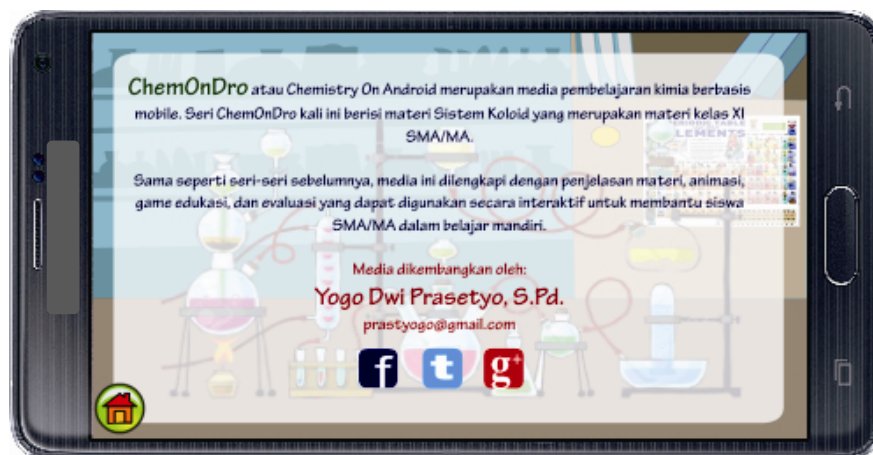 ChemOnDro atau Chemistry On Android merupakan media pembelajaran kimia berbasis
mobile. Seri ChemOnDro kali ini berisi materi Sistem Koloid yang merupakan materi kelas XI
SMA/MA.
Sama seperti seri-seri sebelumnya, media ini dilengkapi dengan penjelasan materi, animasi,
game edukasi, dan evaluasi yang dapat digunakan secara interaktif untuk membantu siswa
SMA/MA dalam belajar mandiri.
Media dikembangkan oleh:
Yogo Dwi Prasetyo, S.Pd.
prastyogo@gmail.com
f t g+
PERIODIC TABLE
LEMENTS